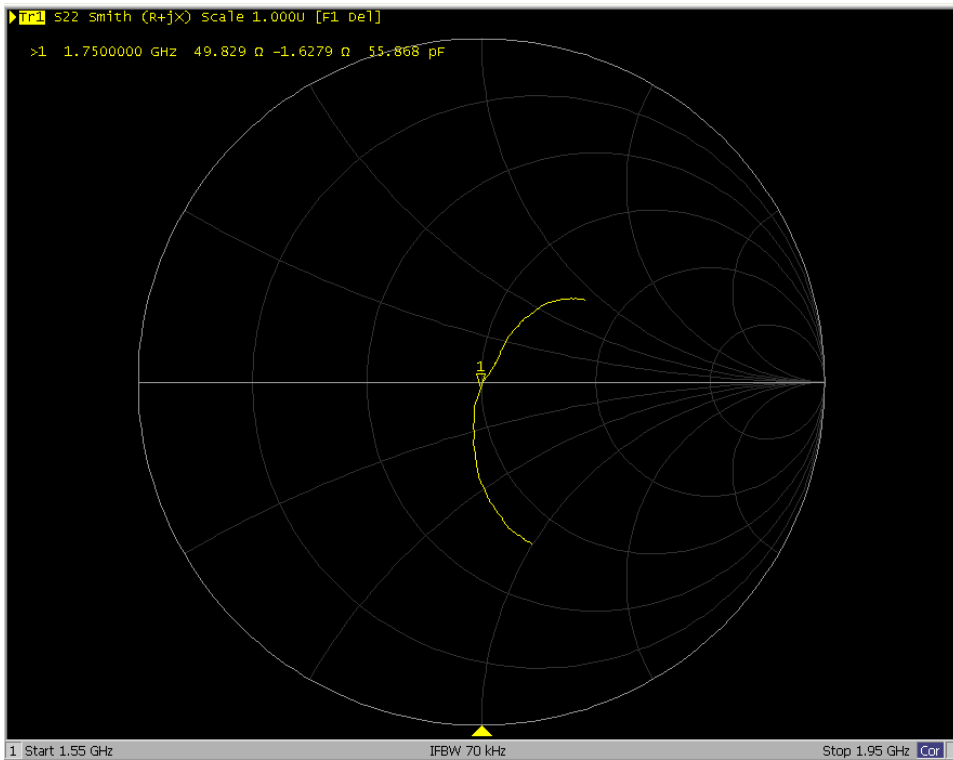 Tr1 S22 Smith (R+jX) Scale 1.000U [F1 Del]
>1 1.7500000 GHz 49.829 Ω -1.6279 Ω 55.868 pF
1
1 Start 1.55 GHz IFBW 70 kHz Stop 1.95 GHz Cor